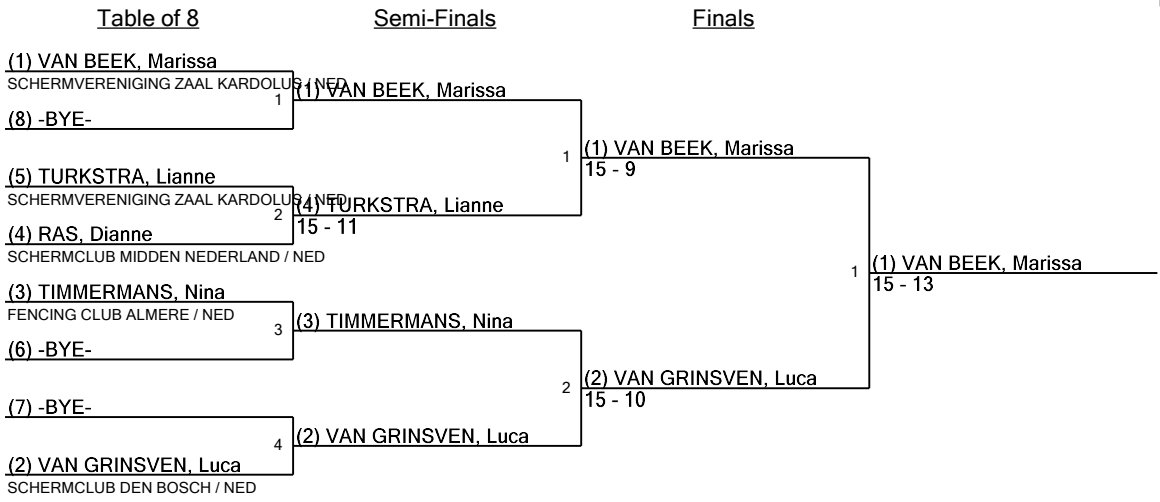 Table of 8
Semi-Finals
Finals
(1) VAN BEEK, Marissa
SCHERMVERENIGING ZAAL KARDOLUS / NED
1
(8) -BYE-
(5) TURKSTRA, Lianne
SCHERMVERENIGING ZAAL KARDOLUS / NED
2
(4) RAS, Dianne
SCHERMCLUB MIDDEN NEDERLAND / NED
(3) TIMMERMANS, Nina
FENCING CLUB ALMERE / NED
3
(6) -BYE-
(7) -BYE-
4
(2) VAN GRINSVEN, Luca
SCHERMCLUB DEN BOSCH / NED
(1) VAN BEEK, Marissa
1
(4) TURKSTRA, Lianne
15 - 11
(3) TIMMERMANS, Nina
2
(2) VAN GRINSVEN, Luca
(1) VAN BEEK, Marissa
15 - 9
1
(2) VAN GRINSVEN, Luca
15 - 10
(1) VAN BEEK, Marissa
15 - 13